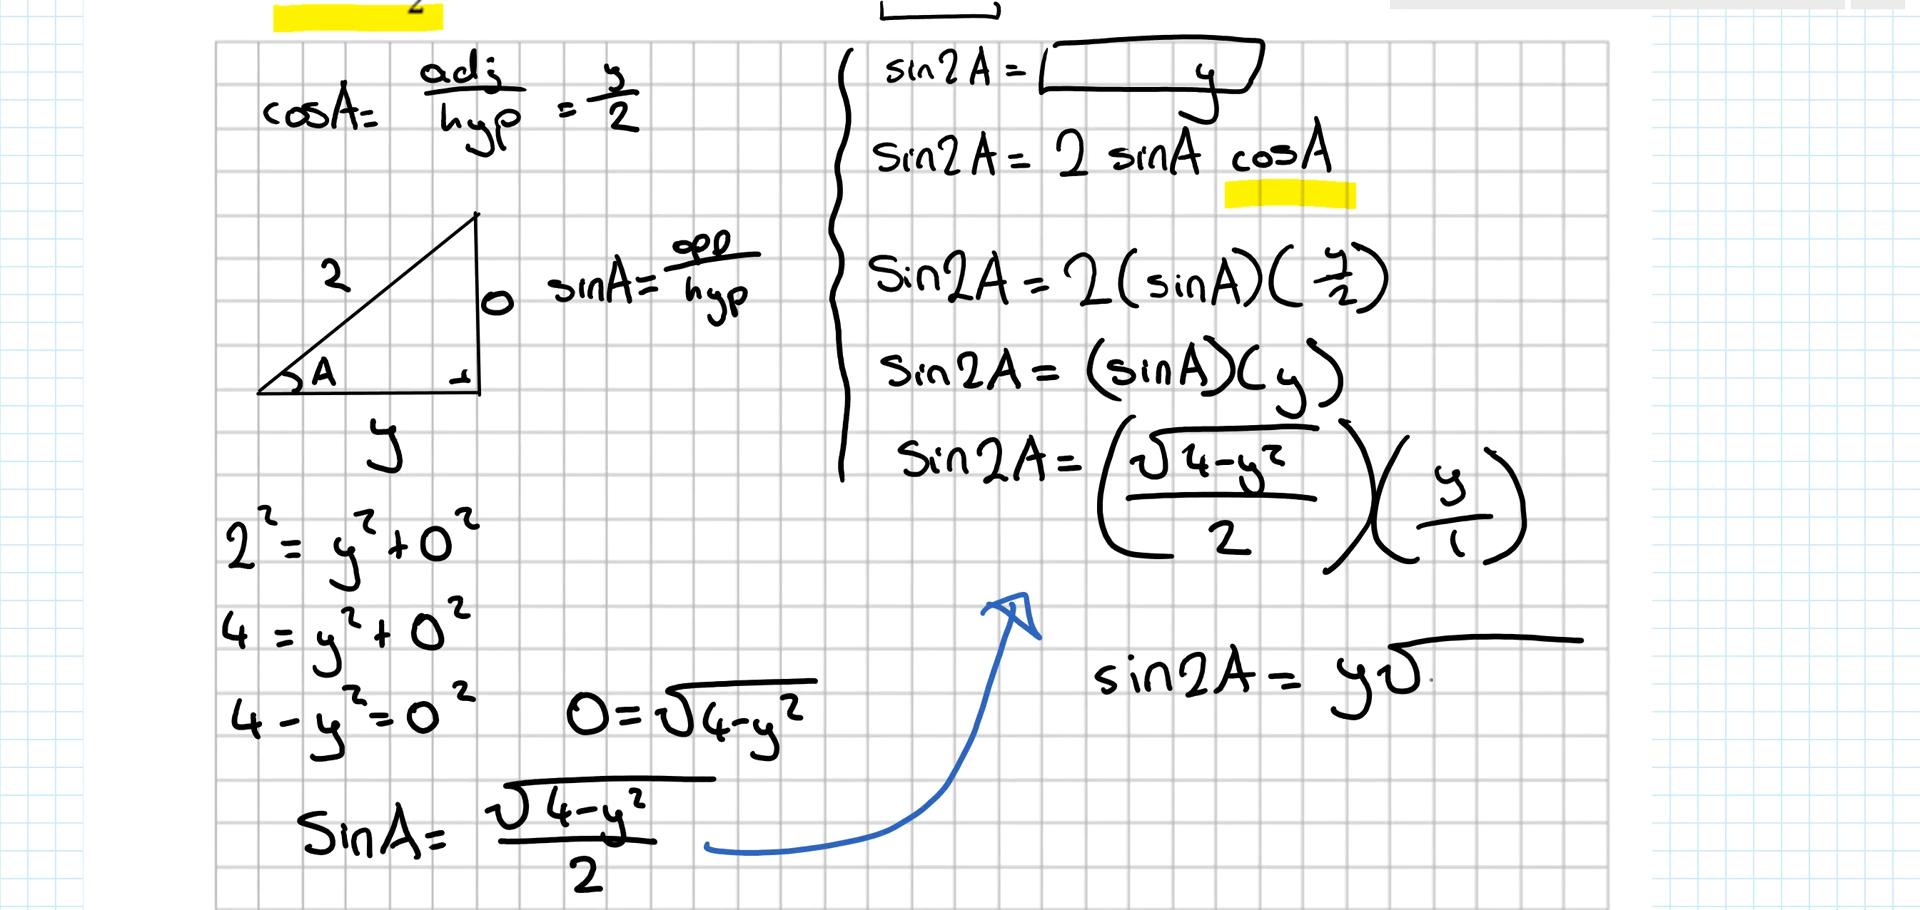 cosA = adj/hyp = y/2
2
A
y
O
sinA = opp/hyp
2² = y² + O²
4 = y² + O²
4 - y² = O²
O = √(4-y²)
SinA = √(4-y²)/2
sin2A = y
sin2A = 2 sinA cosA
Sin2A = 2(sinA)(y/2)
Sin2A = (sinA)(y)
Sin2A = (√(4-y²)/2)(y/1)
sin2A = y√